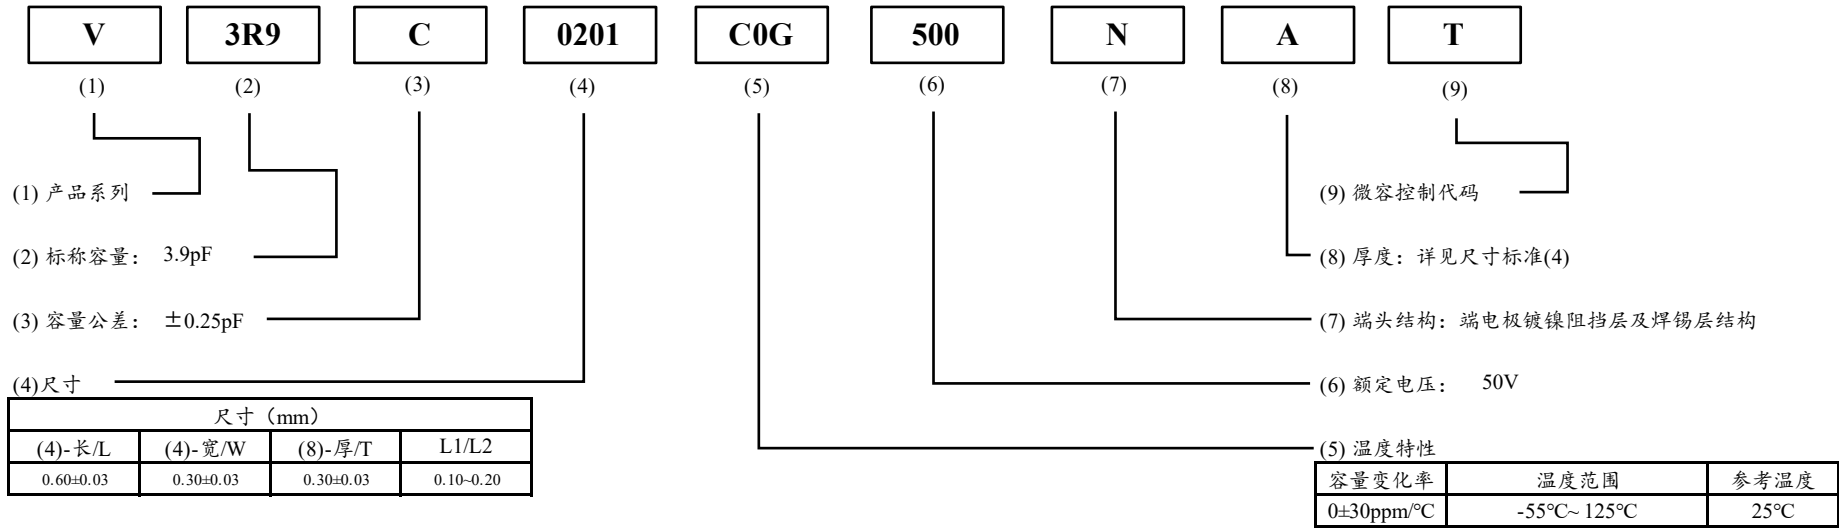 V 3R9 C 0201 C0G 500 N A T
(1) (2) (3) (4) (5) (6) (7) (8) (9)
(1) 产品系列
(9) 微容控制代码
(2) 标称容量： 3.9pF
(8) 厚度：详见尺寸标准(4)
(3) 容量公差： ±0.25pF
(7) 端头结构：端电极镀镍阻挡层及焊锡层结构
(4)尺寸
(6) 额定电压： 50V
尺寸（mm）
(4)-长/L (4)-宽/W (8)-厚/T L1/L2
0.60±0.03 0.30±0.03 0.30±0.03 0.10~0.20
(5) 温度特性
容量变化率 温度范围 参考温度
0±30ppm/°C -55°C~ 125°C 25°C